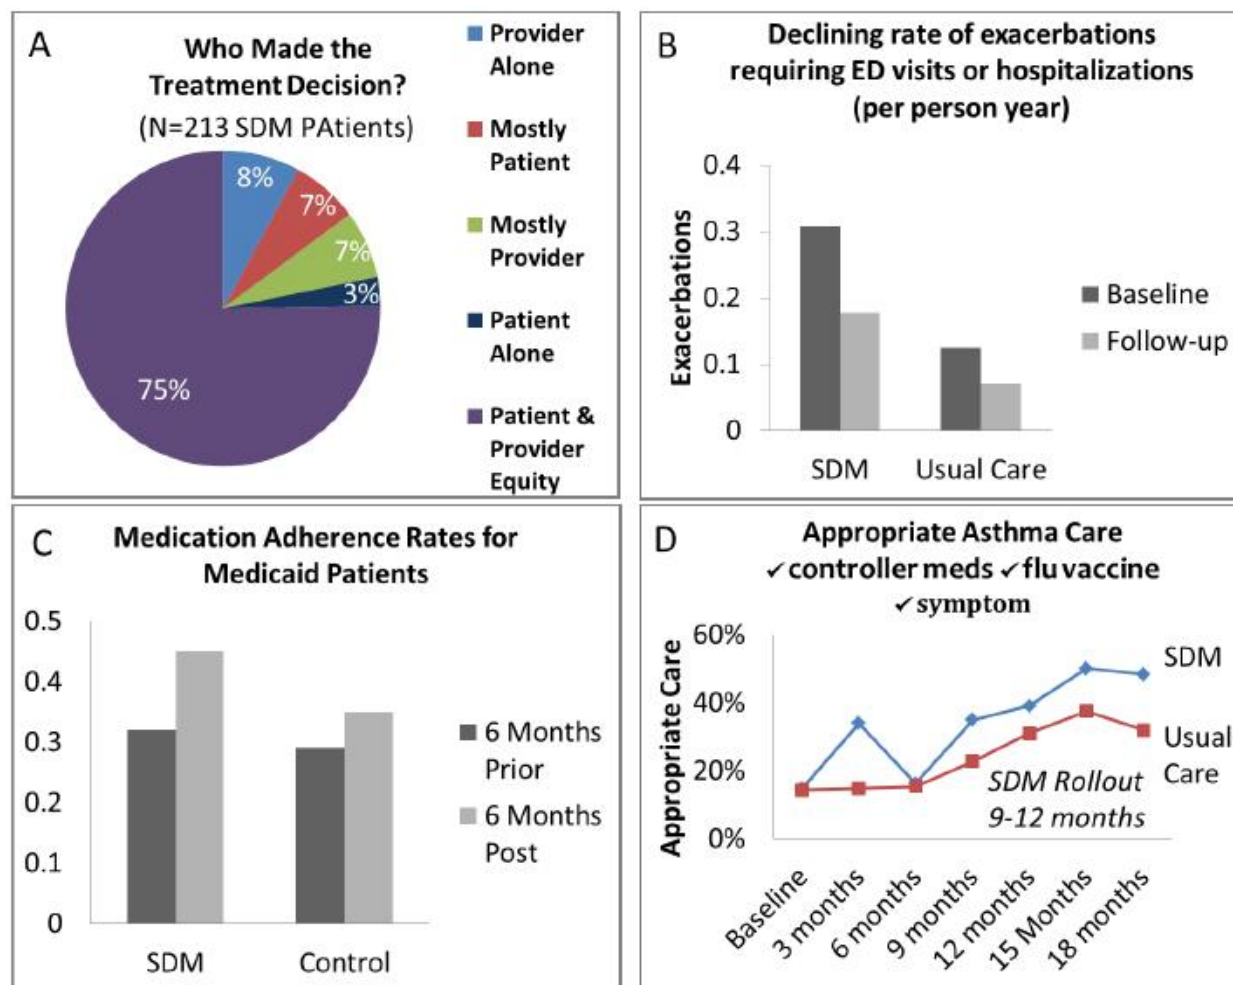 A
Who Made the
Treatment Decision?
(N=213 SDM PAtients)
8%
7%
7%
3%
75%
Provider
Alone
Mostly
Patient
Mostly
Provider
Patient
Alone
Patient &
Provider
Equity
B
Declining rate of exacerbations
requiring ED visits or hospitalizations
(per person year)
Exacerbations
0.4
0.3
0.2
0.1
0
SDM
Usual Care
Baseline
Follow-up
C
Medication Adherence Rates for
Medicaid Patients
0.5
0.4
0.3
0.2
0.1
0
SDM
Control
6 Months
Prior
6 Months
Post
D
Appropriate Asthma Care
✓controller meds ✓flu vaccine
✓symptom
Appropriate Care
60%
40%
20%
0%
SDM
Usual
Care
SDM Rollout
9-12 months
Baseline
3 months
6 months
9 months
12 months
15 Months
18 months